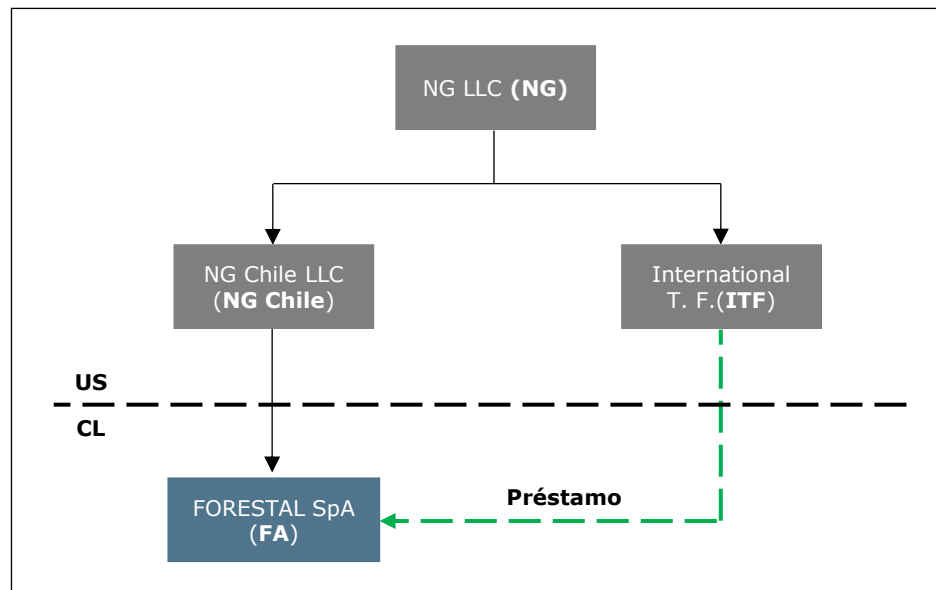 NG LLC (NG)
NG Chile LLC
(NG Chile)
International
T. F.(ITF)
US
CL
Préstamo
FORESTAL SpA
(FA)